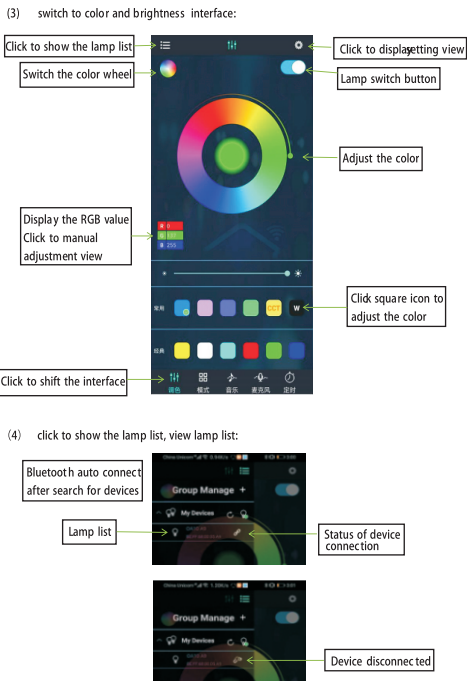 (3) switch to color and brightness interface:
Click to show the lamp list
Click to display setting view
Switch the color wheel
Lamp switch button
Adjust the color
Display the RGB value
Click to manual
adjustment view
R 0
G
B 255
Click square icon to
adjust the color
常用
CCT
W
经典
Click to shift the interface
调色 模式 音乐 麦克风 定时
(4) click to show the lamp list, view lamp list:
Bluetooth auto connect
after search for devices
China Unicom
Group Manage +
My Devices
Lamp list
Status of device
connection
China Unicom
Group Manage +
My Devices
Device disconnected